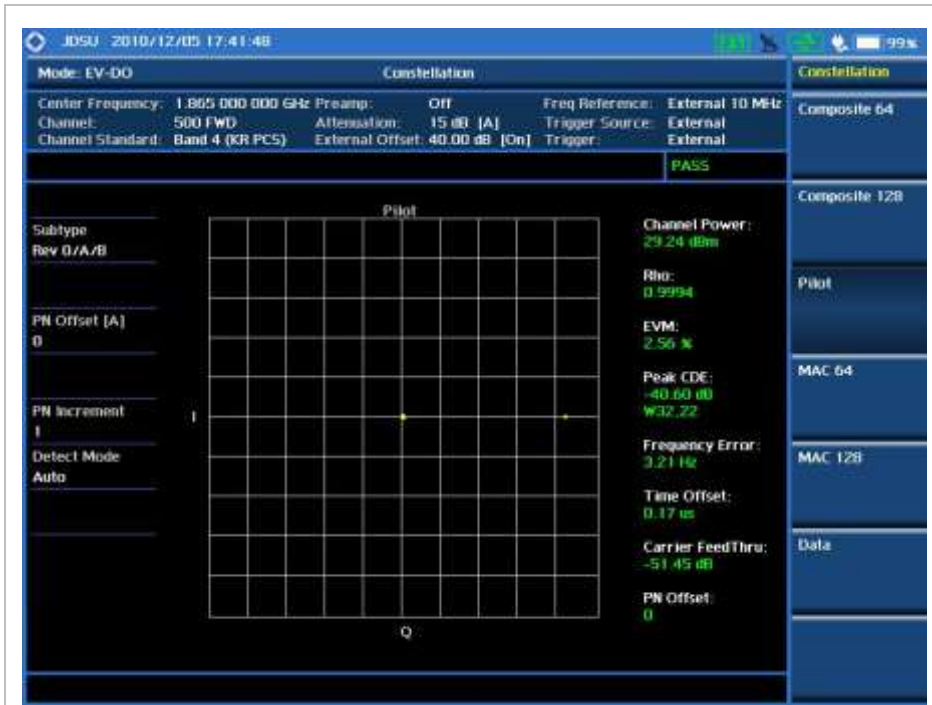 JDSU 2010/12/05 17:41:48
99%
Mode: EV-DO Constellation
Constellation
Center Frequency: 1.865 000 000 GHz Preamp: Off Freq Reference: External 10 MHz
Channel: 500 FWD Attenuation: 15 dB [A] Trigger Source: External
Channel Standard: Band 4 (KR PCS) External Offset: 40.00 dB [On] Trigger: External
PASS
Composite 64
Composite 128
Pilot
MAC 64
MAC 128
Data
Subtype
Rev 0/A/B
PN Offset [A]
0
PN Increment
1
Detect Mode
Auto
Pilot
I
Q
Channel Power:
29.24 dBm
Rho:
0.9994
EVM:
2.56 %
Peak CDE:
-40.60 dB
W32,22
Frequency Error:
3.21 Hz
Time Offset:
0.17 us
Carrier FeedThru:
-51.45 dB
PN Offset:
0